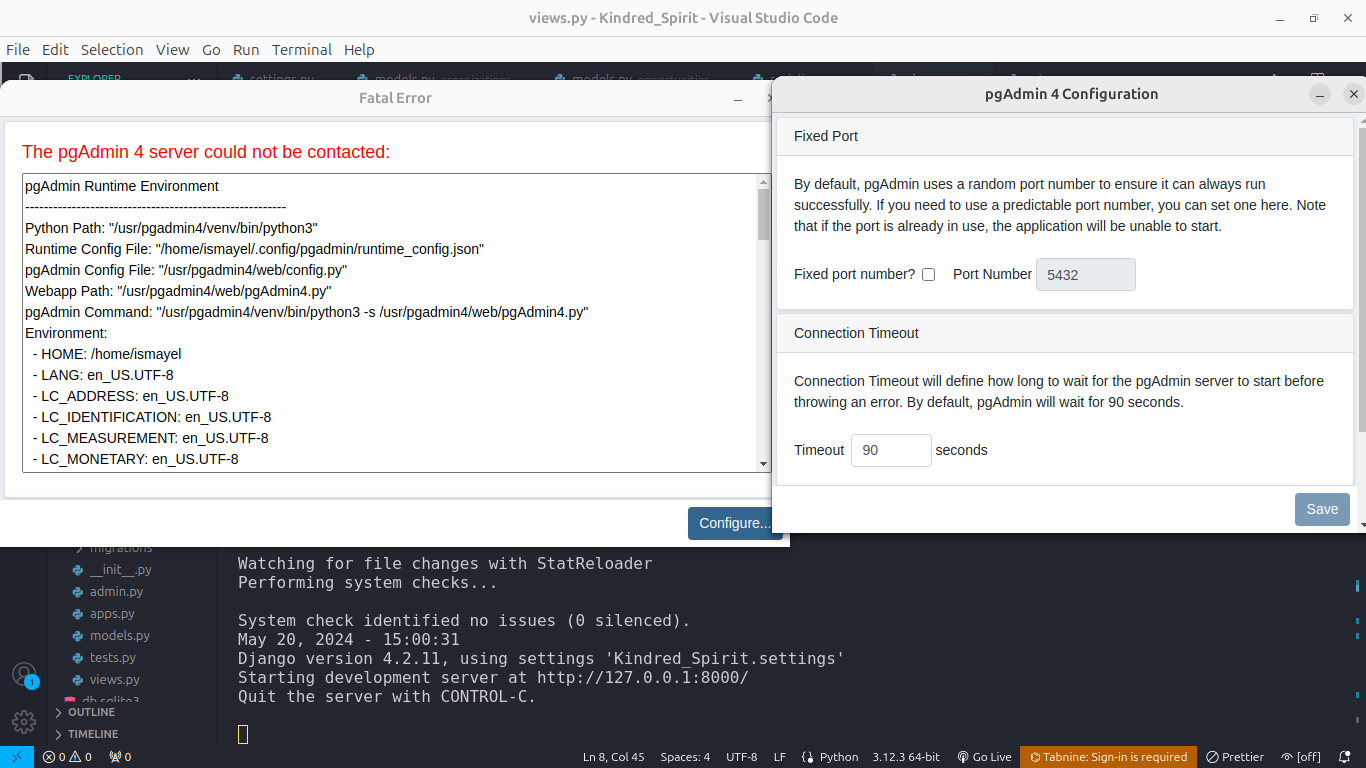 views.py - Kindred_Spirit - Visual Studio Code
File Edit Selection View Go Run Terminal Help
EXPLORER
settings.py
models.py organizations
models.py opportunities
Fatal Error
The pgAdmin 4 server could not be contacted:
pgAdmin Runtime Environment
--------------------------------------------------------
Python Path: "/usr/pgadmin4/venv/bin/python3"
Runtime Config File: "/home/ismayel/.config/pgadmin/runtime_config.json"
pgAdmin Config File: "/usr/pgadmin4/web/config.py"
Webapp Path: "/usr/pgadmin4/web/pgAdmin4.py"
pgAdmin Command: "/usr/pgadmin4/venv/bin/python3 -s /usr/pgadmin4/web/pgAdmin4.py"
Environment:
- HOME: /home/ismayel
- LANG: en_US.UTF-8
- LC_ADDRESS: en_US.UTF-8
- LC_IDENTIFICATION: en_US.UTF-8
- LC_MEASUREMENT: en_US.UTF-8
- LC_MONETARY: en_US.UTF-8
Configure...
pgAdmin 4 Configuration
Fixed Port
By default, pgAdmin uses a random port number to ensure it can always run
successfully. If you need to use a predictable port number, you can set one here. Note
that if the port is already in use, the application will be unable to start.
Fixed port number? Port Number 5432
Connection Timeout
Connection Timeout will define how long to wait for the pgAdmin server to start before
throwing an error. By default, pgAdmin will wait for 90 seconds.
Timeout 90 seconds
Save
migrations
__init__.py
admin.py
apps.py
models.py
tests.py
views.py
db.sqlite3
OUTLINE
TIMELINE
1
Watching for file changes with StatReloader
Performing system checks...
System check identified no issues (0 silenced).
May 20, 2024 - 15:00:31
Django version 4.2.11, using settings 'Kindred_Spirit.settings'
Starting development server at http://127.0.0.1:8000/
Quit the server with CONTROL-C.
0 0 0 Ln 8, Col 45 Spaces: 4 UTF-8 LF Python 3.12.3 64-bit Go Live Tabnine: Sign-in is required Prettier [off]